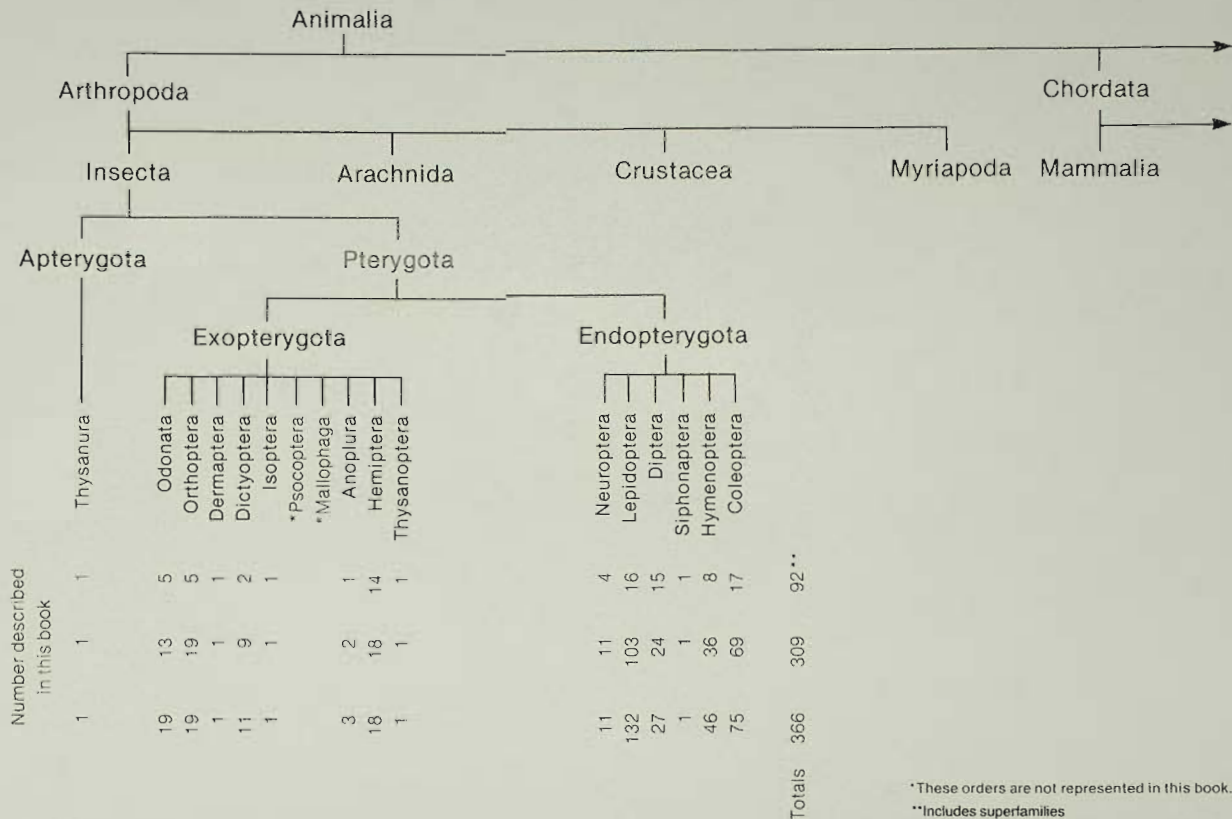 Animalia
Arthropoda Chordata
Insecta Arachnida Crustacea Myriapoda Mammalia
Apterygota Pterygota
Exopterygota Endopterygota
Thysanura
Odonata
Orthoptera
Dermaptera
Dictyoptera
Isoptera
*Psocoptera
*Mallophaga
Anoplura
Hemiptera
Thysanoptera
Neuroptera
Lepidoptera
Diptera
Siphonaptera
Hymenoptera
Coleoptera
Number described
in this book
1 5 5 1 2 1 1 14 1 4 16 15 1 8 17 92**
1 13 19 1 9 1 2 18 1 11 103 24 1 36 69 309
1 19 19 1 11 1 3 18 1 11 132 27 1 46 75 366
Totals
*These orders are not represented in this book.
**Includes superfamilies